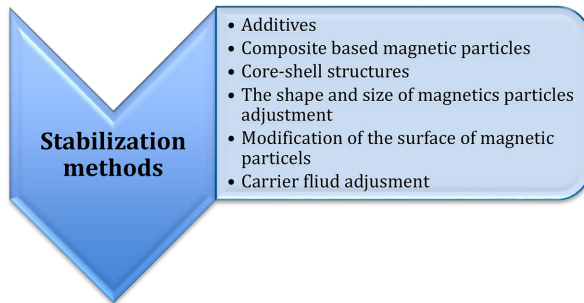 Stabilization
methods
• Additives
• Composite based magnetic particles
• Core-shell structures
• The shape and size of magnetics particles
adjustment
• Modification of the surface of magnetic
particels
• Carrier fliud adjusment